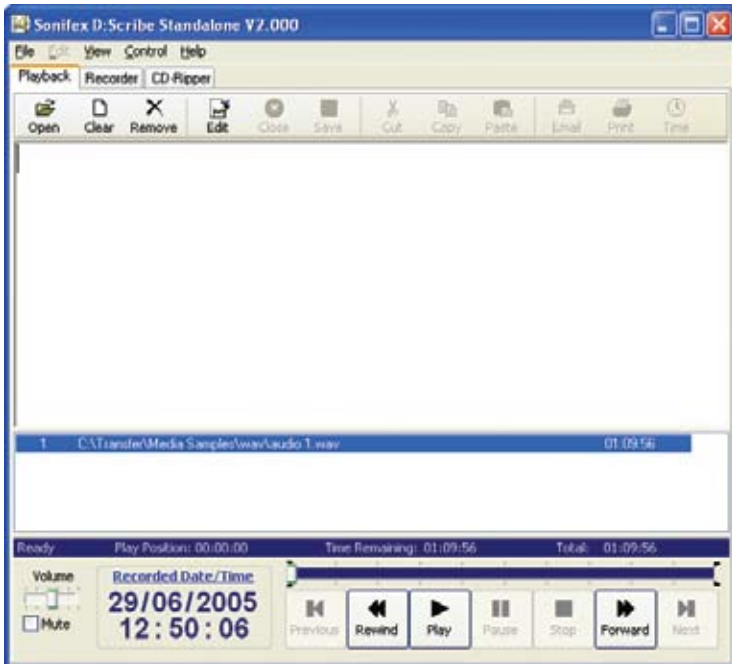 Sonifex D:Scribe Standalone V2.000
File Edit View Control Help
Playback Recorder CD-Ripper
Open Clear Remove Edit Close Save Cut Copy Paste Email Print Time
1 C:\Transfer\Media Samples\wav\audio 1.wav 01:09:56
Ready Play Position: 00:00:00 Time Remaining: 01:09:56 Total: 01:09:56
Volume Recorded Date/Time
29/06/2005
Mute 12:50:06 Previous Rewind Play Pause Stop Forward Next